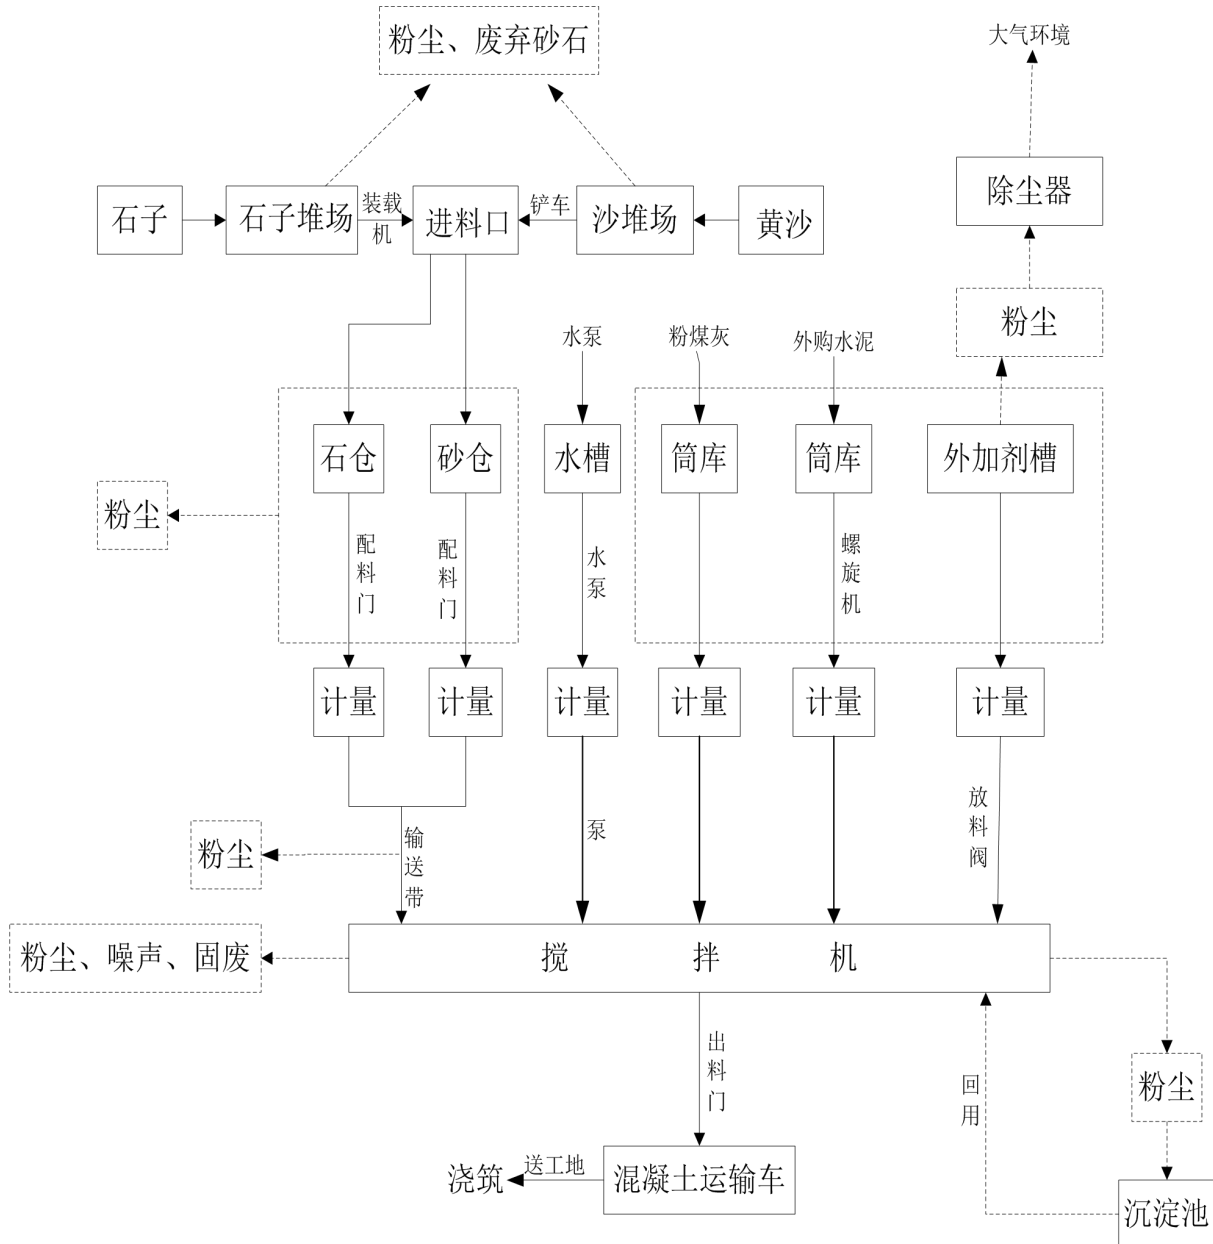 粉尘、废弃砂石
大气环境
除尘器
石子
石子堆场
装载
机
进料口
铲车
沙堆场
黄沙
粉尘
水泵
粉煤灰
外购水泥
石仓
砂仓
水槽
筒库
筒库
外加剂槽
粉尘
配料门
配料门
水泵
螺旋机
计量
计量
计量
计量
计量
计量
粉尘
输送带
泵
放料阀
粉尘、噪声、固废
搅拌机
出料门
回用
粉尘
浇筑
送工地
混凝土运输车
沉淀池